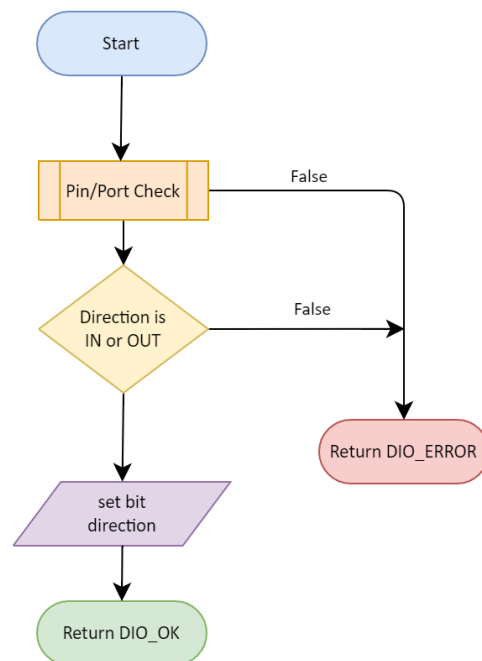 Start
Pin/Port Check
False
Direction is
IN or OUT
False
Return DIO_ERROR
set bit
direction
Return DIO_OK